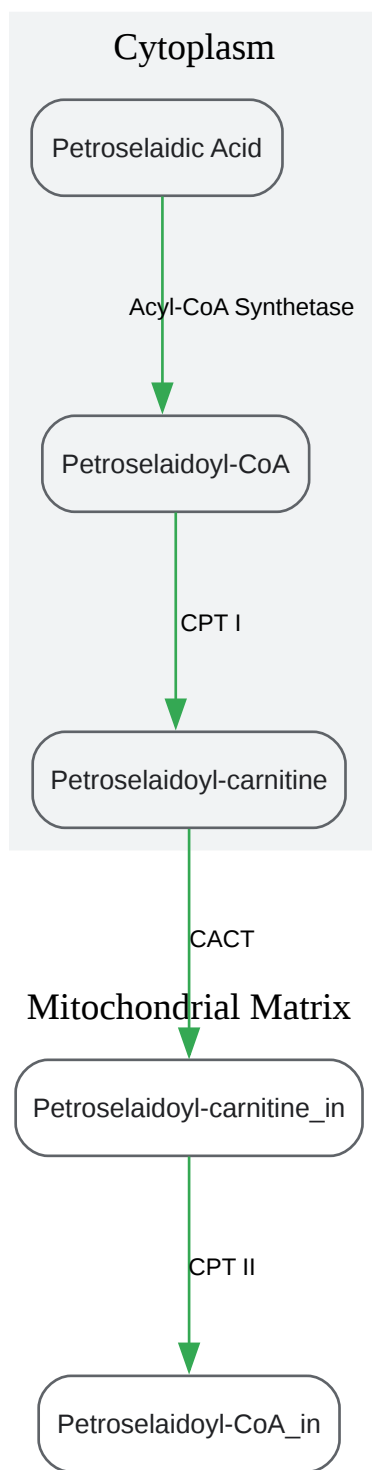 Cytoplasm
Petroselaidic Acid
Acyl-CoA Synthetase
Petroselaidoyl-CoA
CPT I
Petroselaidoyl-carnitine
CACT
Mitochondrial Matrix
Petroselaidoyl-carnitine_in
CPT II
Petroselaidoyl-CoA_in